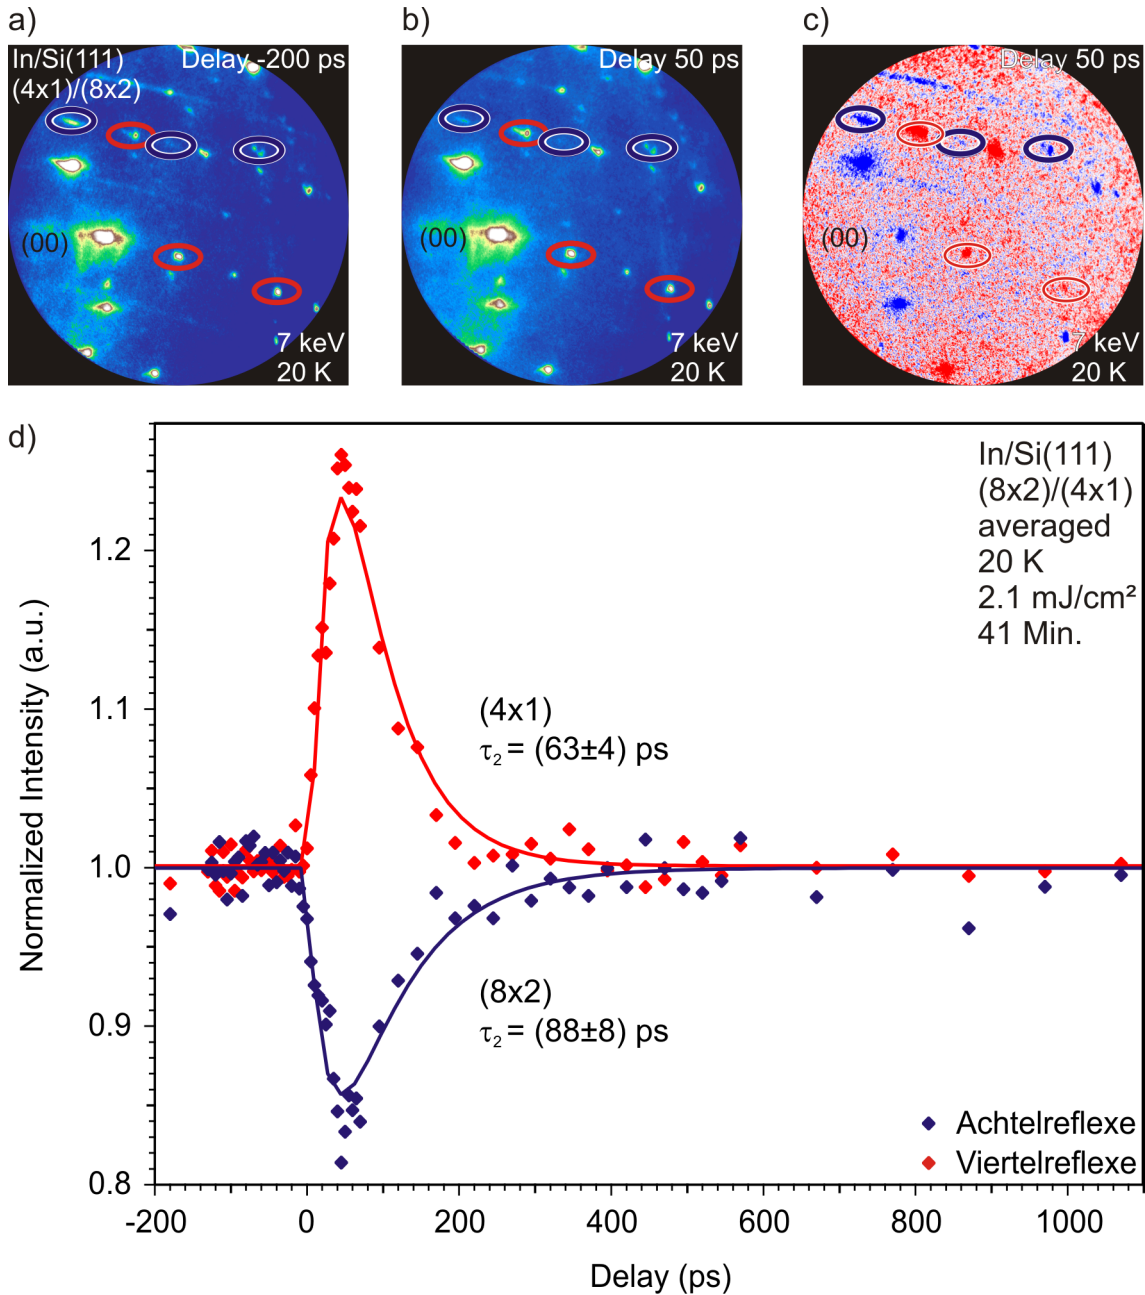 a)
In/Si(111)
(4x1)/(8x2)
Delay -200 ps
(00)
7 keV
20 K
b)
Delay 50 ps
(00)
7 keV
20 K
c)
Delay 50 ps
(00)
7 keV
20 K
d)
Normalized Intensity (a.u.)
1.2
1.1
1.0
0.9
0.8
In/Si(111)
(8x2)/(4x1)
averaged
20 K
2.1 mJ/cm²
41 Min.
(4x1)
τ₂ = (63±4) ps
(8x2)
τ₂ = (88±8) ps
Achtelreflexe
Viertelreflexe
-200 0 200 400 600 800 1000
Delay (ps)